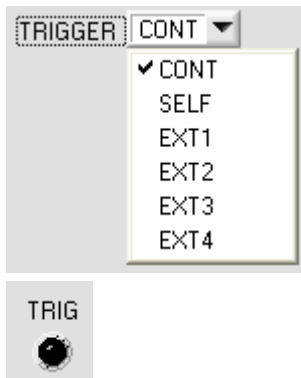 TRIGGER CONT
CONT
SELF
EXT1
EXT2
EXT3
EXT4
TRIG